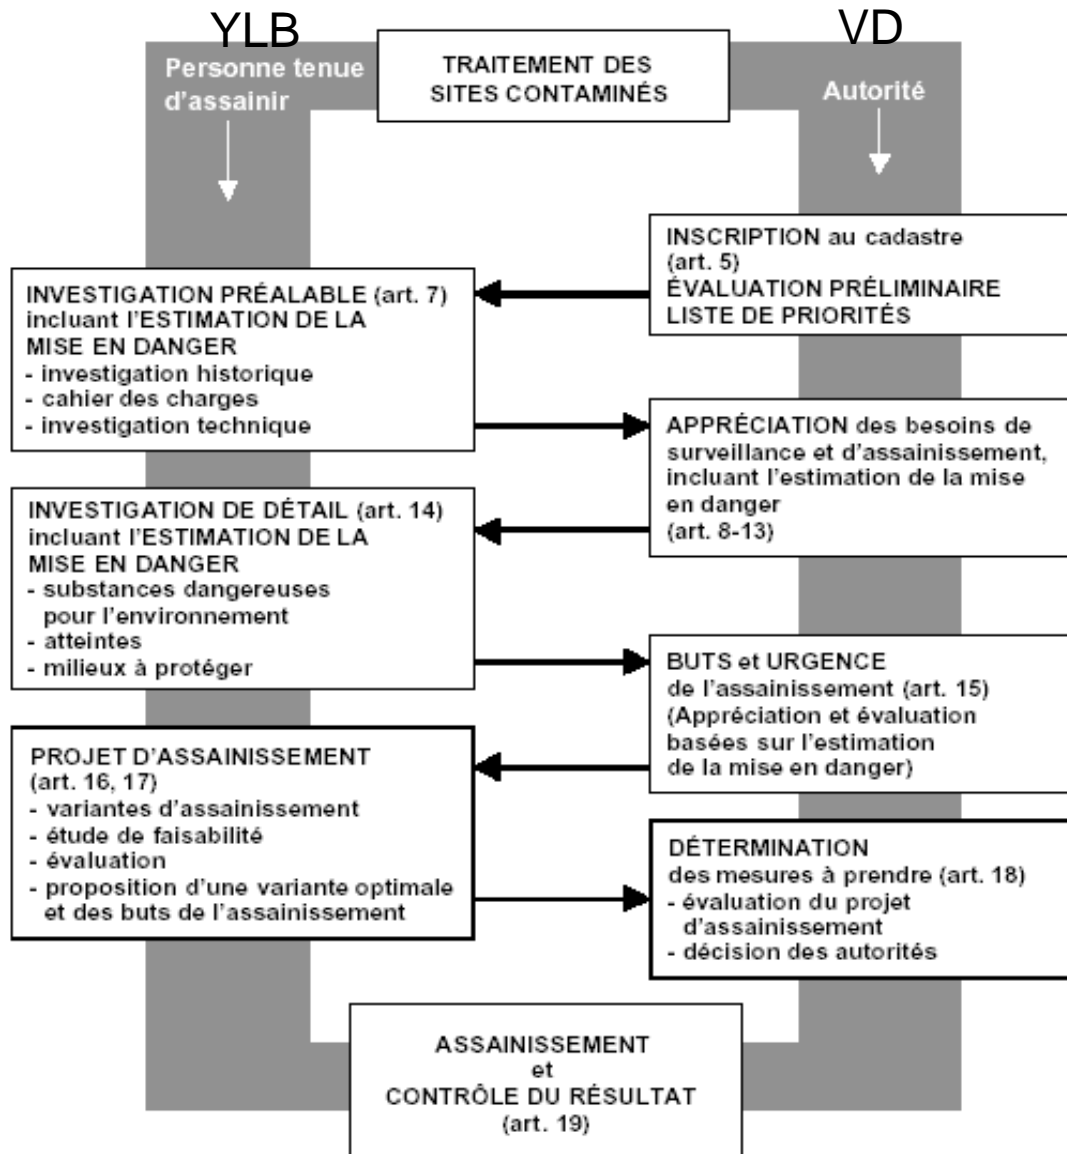 YLB
VD
Personne tenue
d'assainir
TRAITEMENT DES
SITES CONTAMINÉS
Autorité
INSCRIPTION au cadastre
(art. 5)
ÉVALUATION PRÉLIMINAIRE
LISTE DE PRIORITÉS
INVESTIGATION PRÉALABLE (art. 7)
incluant l'ESTIMATION DE LA
MISE EN DANGER
- investigation historique
- cahier des charges
- investigation technique
APPRÉCIATION des besoins de
surveillance et d'assainissement,
incluant l'estimation de la mise
en danger
(art. 8-13)
INVESTIGATION DE DÉTAIL (art. 14)
incluant l'ESTIMATION DE LA
MISE EN DANGER
- substances dangereuses
pour l'environnement
- atteintes
- milieux à protéger
BUTS et URGENCE
de l'assainissement (art. 15)
(Appréciation et évaluation
basées sur l'estimation
de la mise en danger)
PROJET D'ASSAINISSEMENT
(art. 16, 17)
- variantes d'assainissement
- étude de faisabilité
- évaluation
- proposition d'une variante optimale
et des buts de l'assainissement
DÉTERMINATION
des mesures à prendre (art. 18)
- évaluation du projet
d'assainissement
- décision des autorités
ASSAINISSEMENT
et
CONTRÔLE DU RÉSULTAT
(art. 19)